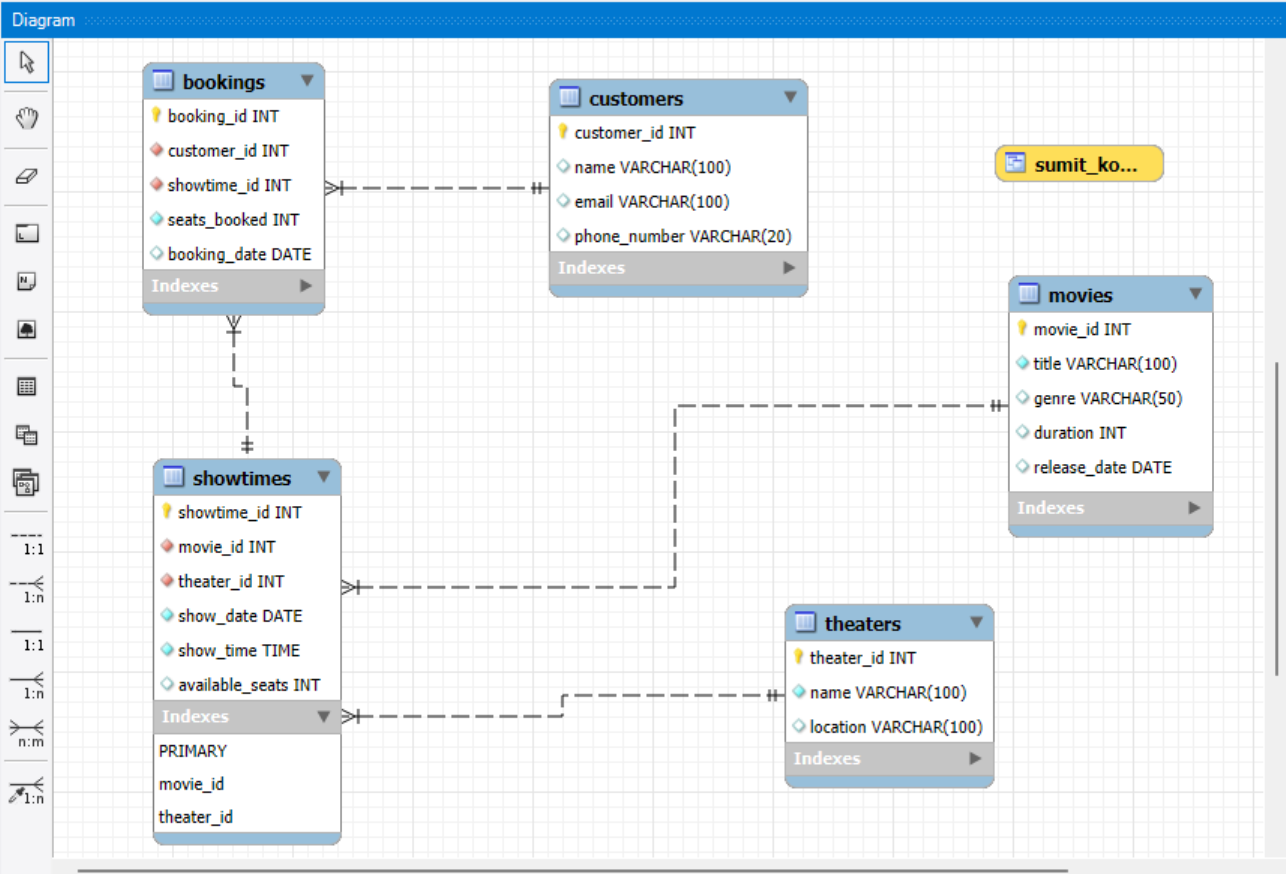 Diagram
bookings
booking_id INT
customer_id INT
showtime_id INT
seats_booked INT
booking_date DATE
Indexes
customers
customer_id INT
name VARCHAR(100)
email VARCHAR(100)
phone_number VARCHAR(20)
Indexes
sumit_ko...
movies
movie_id INT
title VARCHAR(100)
genre VARCHAR(50)
duration INT
release_date DATE
Indexes
showtimes
showtime_id INT
movie_id INT
theater_id INT
show_date DATE
show_time TIME
available_seats INT
Indexes
PRIMARY
movie_id
theater_id
theaters
theater_id INT
name VARCHAR(100)
location VARCHAR(100)
Indexes
1:1
1:n
1:1
1:n
n:m
1:n